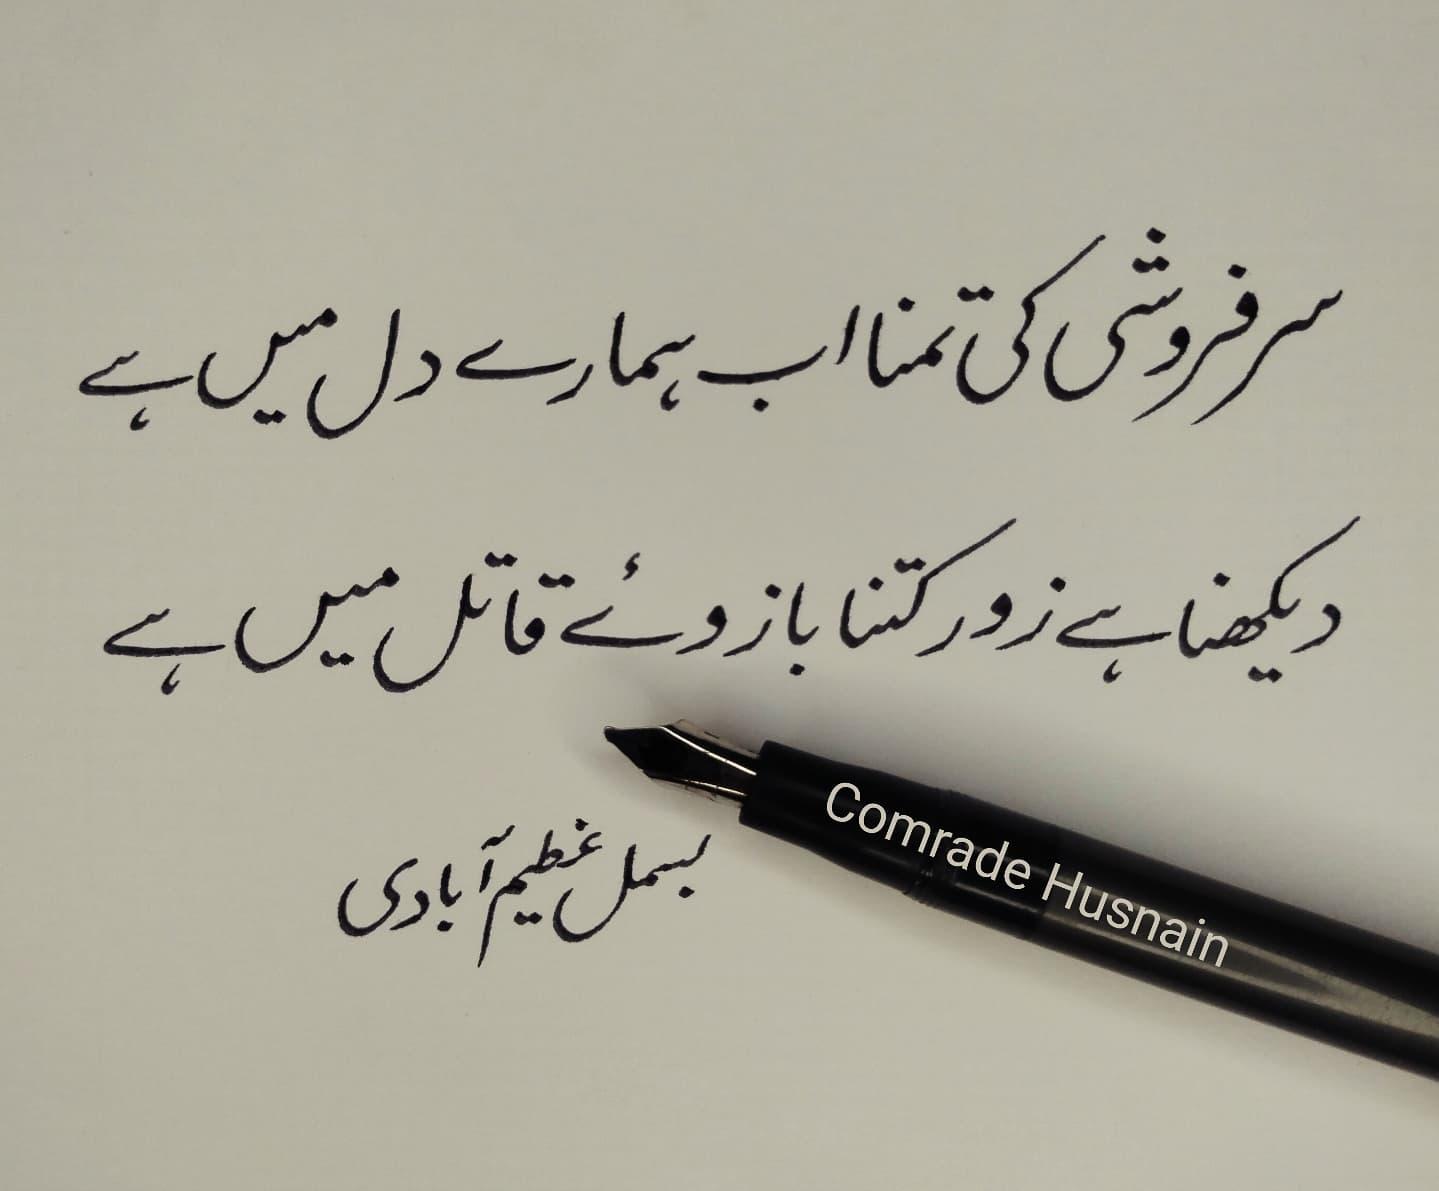 سرفروشی کی تمنا اب ہمارے دل میں ہے
دیکھنا ہے زور کتنا بازوئے قاتل میں ہے
بسمل عظیم آبادی
Comrade Husnain